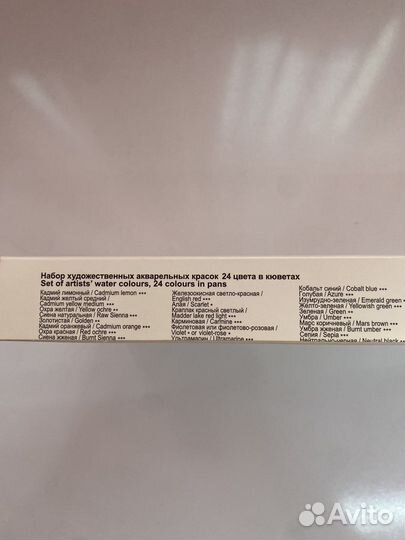 Набор художественных акварельных красок 24 цвета в кюветах
Set of artists' water colours, 24 colours in pans
Кадмий лимонный / Cadmium lemon ***
Кадмий желтый средний /
Cadmium yellow medium ***
Охра желтая / Yellow ochre **
Сиена натуральная / Raw Sienna ***
Золотистая / Golden **
Кадмий оранжевый / Cadmium orange ***
Охра красная / Red ochre ***
Сиена жженая / Burnt Sienna ***
Железоокисная светло-красная /
English red ***
Алая / Scarlet *
Краплак красный светлый /
Madder lake red light ***
Карминовая / Carmine ***
Фиолетовая или фиолетово-розовая /
Violet * or violet-rose *
Ультрамарин / Ultramarine ***
Кобальт синий / Cobalt blue ***
Голубая / Azure ***
Изумрудно-зеленая / Emerald green
Желто-зеленая / Yellowish green ***
Зеленая / Green **
Умбра / Umber ***
Марс коричневый / Mars brown ***
Умбра жженая / Burnt umber ***
Сепия / Sepia ***
Нейтрально-черная / Neutral black
Avito